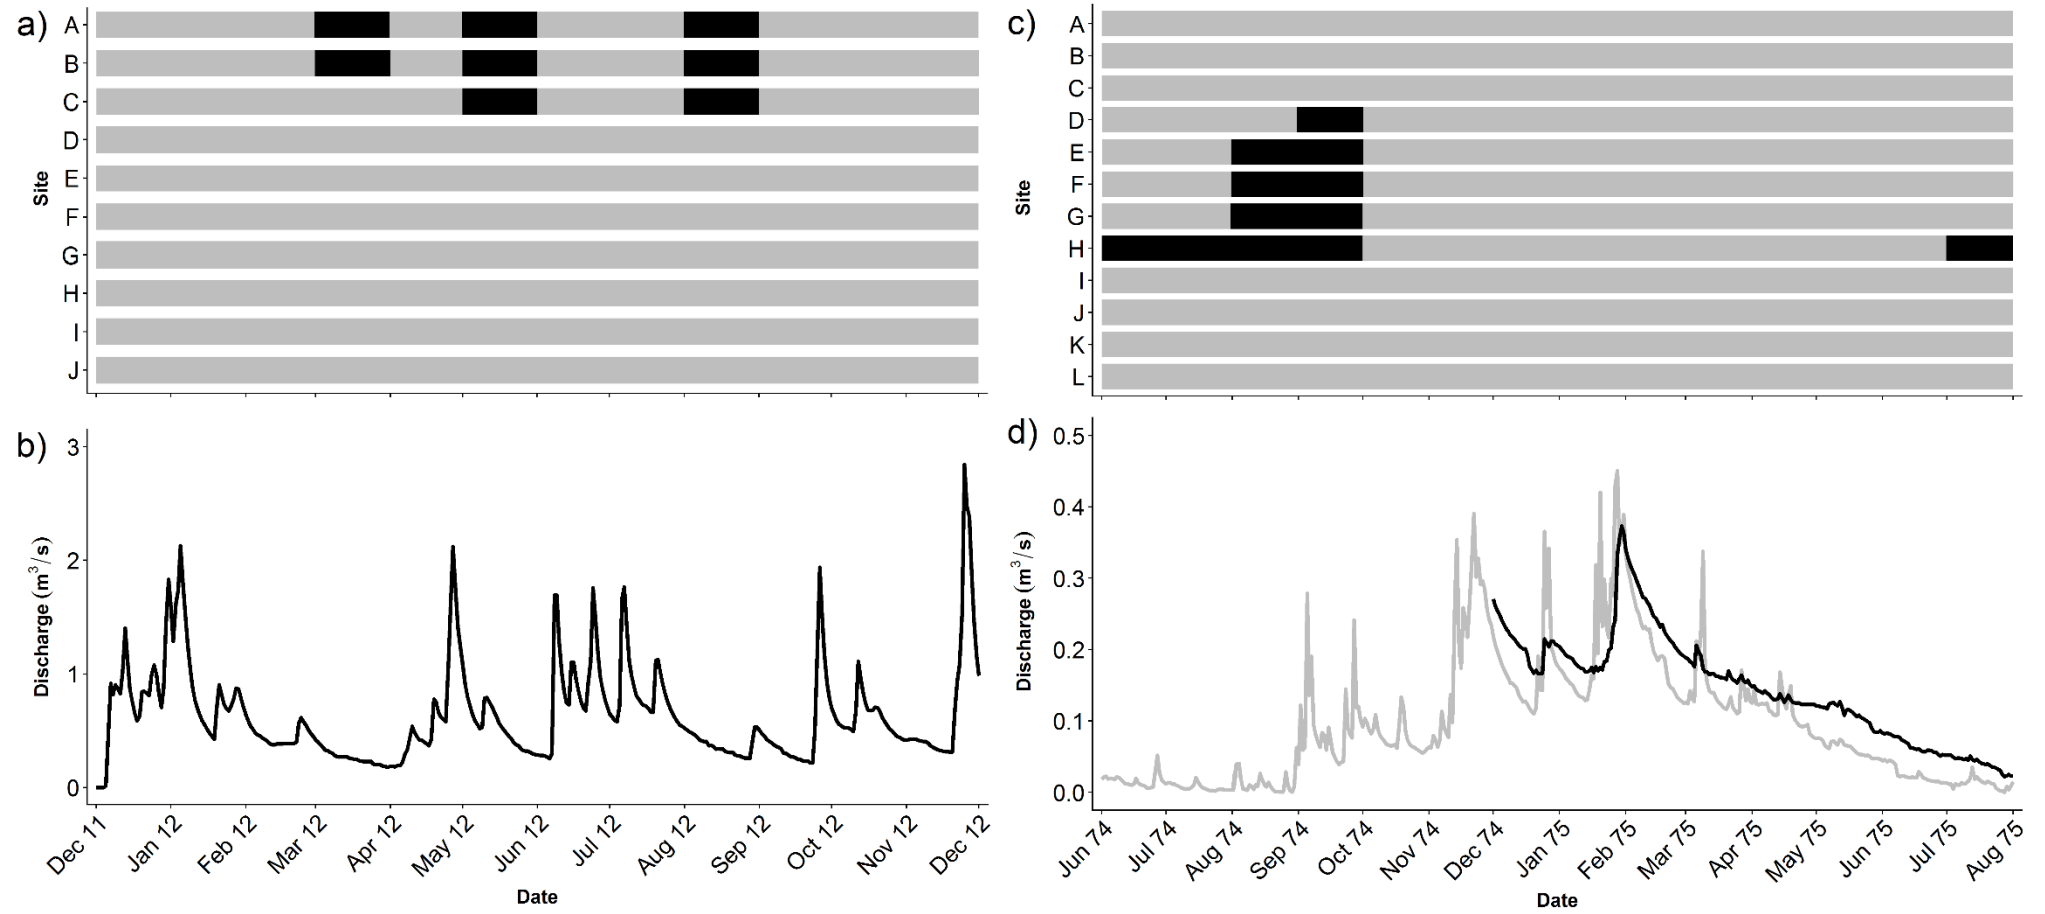 a)
Site
A
B
C
D
E
F
G
H
I
J
b)
Discharge (m³/s)
3
2
1
0
Dec 11
Jan 12
Feb 12
Mar 12
Apr 12
May 12
Jun 12
Jul 12
Aug 12
Sep 12
Oct 12
Nov 12
Dec 12
Date
c)
Site
A
B
C
D
E
F
G
H
I
J
K
L
d)
Discharge (m³/s)
0.5
0.4
0.3
0.2
0.1
0.0
Jun 74
Jul 74
Aug 74
Sep 74
Oct 74
Nov 74
Dec 74
Jan 75
Feb 75
Mar 75
Apr 75
May 75
Jun 75
Jul 75
Aug 75
Date